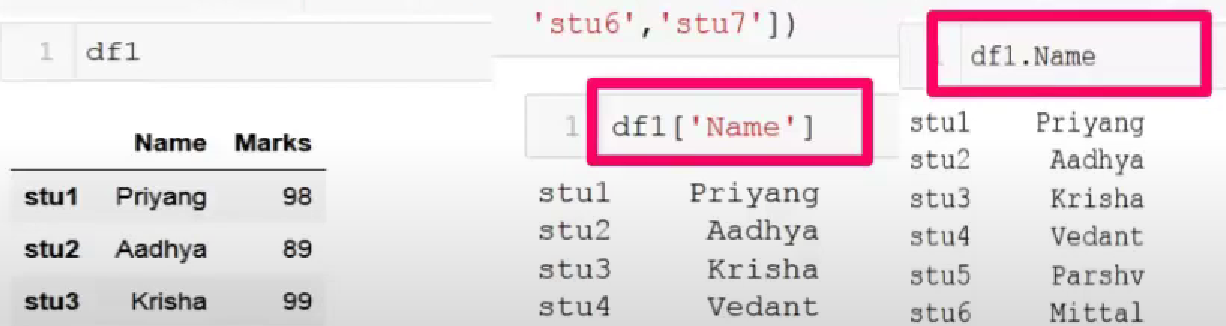 1 df1
Name Marks
stu1 Priyang 98
stu2 Aadhya 89
stu3 Krisha 99
'stu6','stu7'])
1 df1['Name']
stu1 Priyang
stu2 Aadhya
stu3 Krisha
stu4 Vedant
df1.Name
stu1 Priyang
stu2 Aadhya
stu3 Krisha
stu4 Vedant
stu5 Parshv
stu6 Mittal